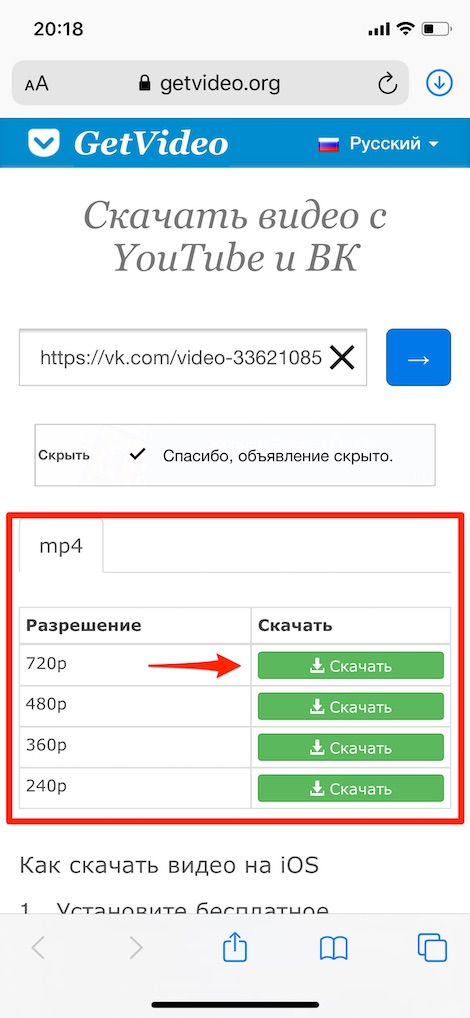 20:18
AA getvideo.org
GetVideo Русский
Скачать видео с
YouTube и ВК
https://vk.com/video-33621085
→
Скрыть ✓ Спасибо, объявление скрыто.
mp4
Разрешение Скачать
720p Скачать
480p Скачать
360p Скачать
240p Скачать
Как скачать видео на iOS
1. Установите бесплатное